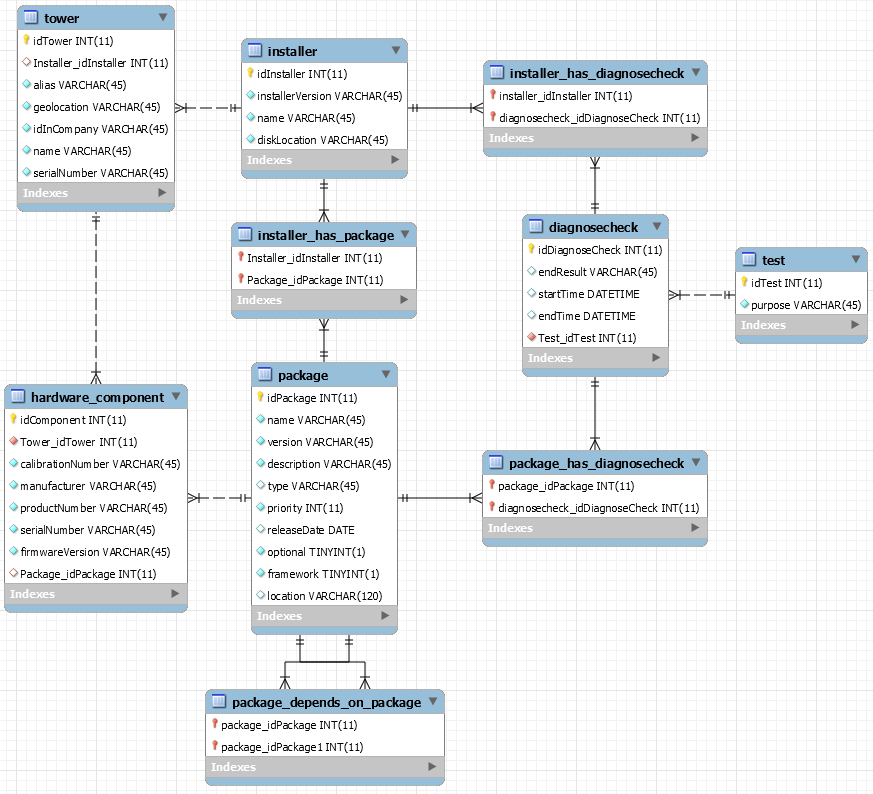 tower
idTower INT(11)
Installer_idInstaller INT(11)
alias VARCHAR(45)
geolocation VARCHAR(45)
idInCompany VARCHAR(45)
name VARCHAR(45)
serialNumber VARCHAR(45)
Indexes
installer
idInstaller INT(11)
installerVersion VARCHAR(45)
name VARCHAR(45)
diskLocation VARCHAR(45)
Indexes
installer_has_diagnosecheck
installer_idInstaller INT(11)
diagnosecheck_idDiagnoseCheck INT(11)
Indexes
installer_has_package
Installer_idInstaller INT(11)
Package_idPackage INT(11)
Indexes
diagnosecheck
idDiagnoseCheck INT(11)
endResult VARCHAR(45)
startTime DATETIME
endTime DATETIME
Test_idTest INT(11)
Indexes
test
idTest INT(11)
purpose VARCHAR(45)
Indexes
hardware_component
idComponent INT(11)
Tower_idTower INT(11)
calibrationNumber VARCHAR(45)
manufacturer VARCHAR(45)
productNumber VARCHAR(45)
serialNumber VARCHAR(45)
firmwareVersion VARCHAR(45)
Package_idPackage INT(11)
Indexes
package
idPackage INT(11)
name VARCHAR(45)
version VARCHAR(45)
description VARCHAR(45)
type VARCHAR(45)
priority INT(11)
releaseDate DATE
optional TINYINT(1)
framework TINYINT(1)
location VARCHAR(120)
Indexes
package_has_diagnosecheck
package_idPackage INT(11)
diagnosecheck_idDiagnoseCheck INT(11)
Indexes
package_depends_on_package
package_idPackage INT(11)
package_idPackage1 INT(11)
Indexes